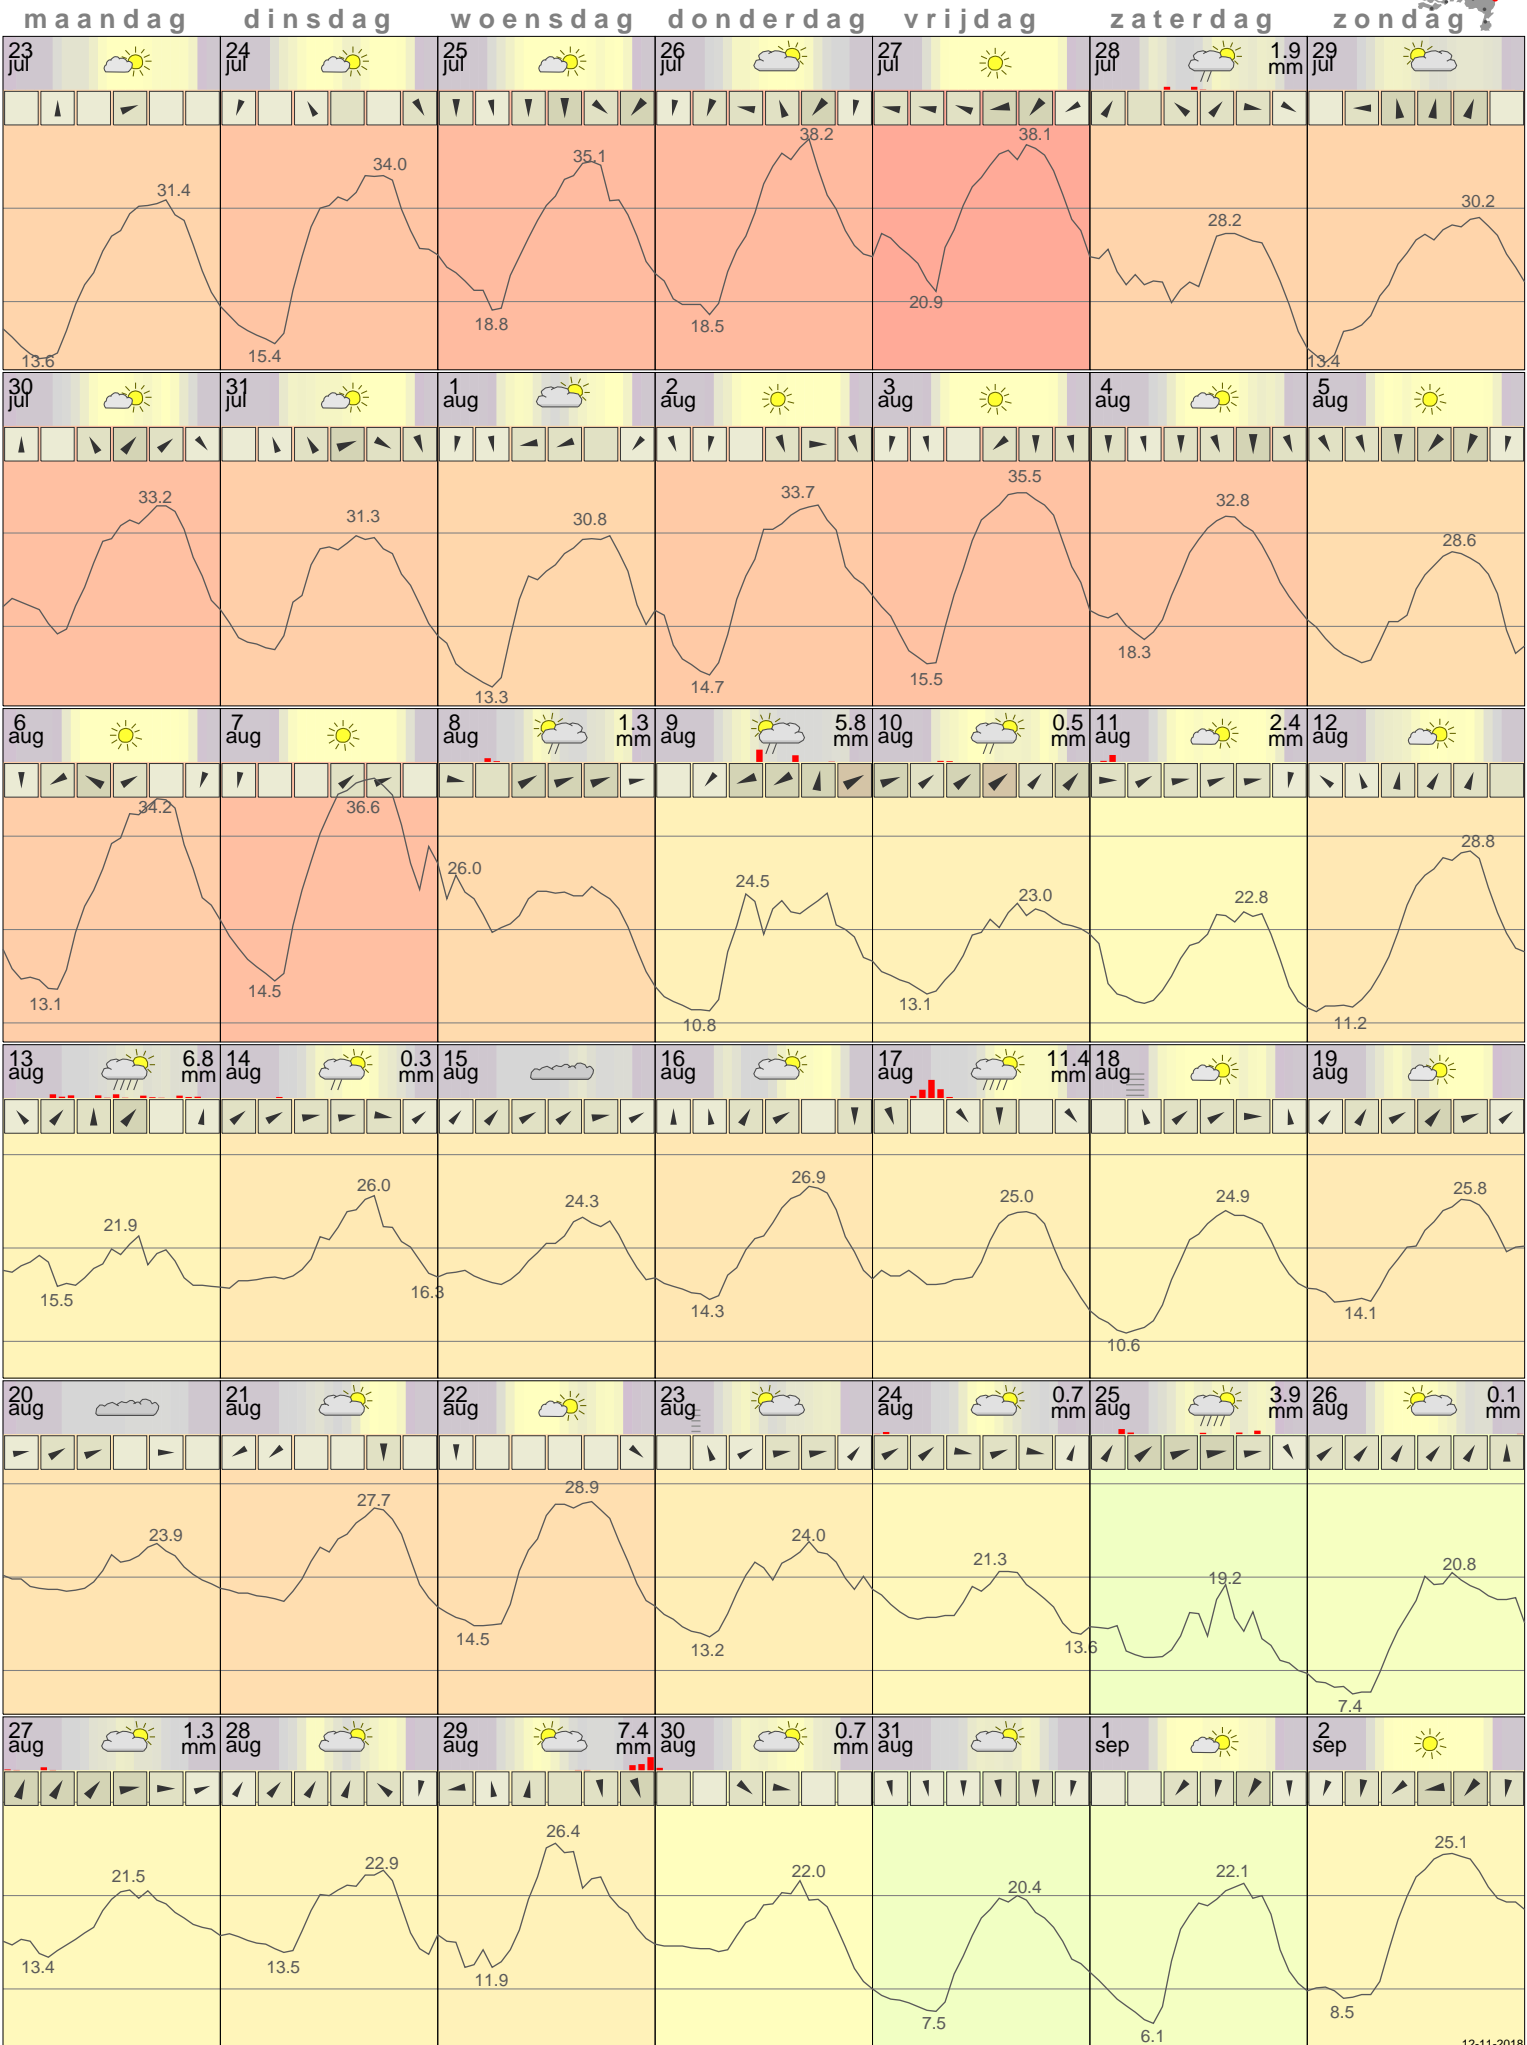 maandag dinsdag woensdag donderdag vrijdag zaterdag zondag
23 24 25 26 27 28 1.9 29
jul jul jul jul jul jul mm jul
38.2 38.1
31.4 34.0 35.1 28.2 30.2
13.6 15.4 18.8 18.5 20.9 13.4
30 31 1 2 3 4 5
jul jul aug aug aug aug aug
33.2 31.3 30.8 33.7 35.5 32.8 28.6
13.3 14.7 15.5 18.3
6 7 8 1.3 9 5.8 10 0.5 11 2.4 12
aug aug aug mm aug mm aug mm aug mm aug
34.2 36.6 26.0 24.5 23.0 22.8 28.8
13.1 14.5 10.8 13.1 11.2
13 6.8 14 0.3 15 16 17 11.4 18 19
aug mm aug mm aug aug aug mm aug aug
21.9 26.0 24.3 26.9 25.0 24.9 25.8
15.5 16.3 14.3 10.6 14.1
20 21 22 23 24 0.7 25 3.9 26 0.1
aug aug aug aug aug mm aug mm aug mm
23.9 27.7 28.9 24.0 21.3 19.2 20.8
14.5 13.2 13.6 7.4
27 1.3 28 29 7.4 30 0.7 31 1 2
aug mm aug aug mm aug mm aug sep sep
21.5 22.9 26.4 22.0 20.4 22.1 25.1
13.4 13.5 11.9 7.5 6.1 8.5
12-11-2018